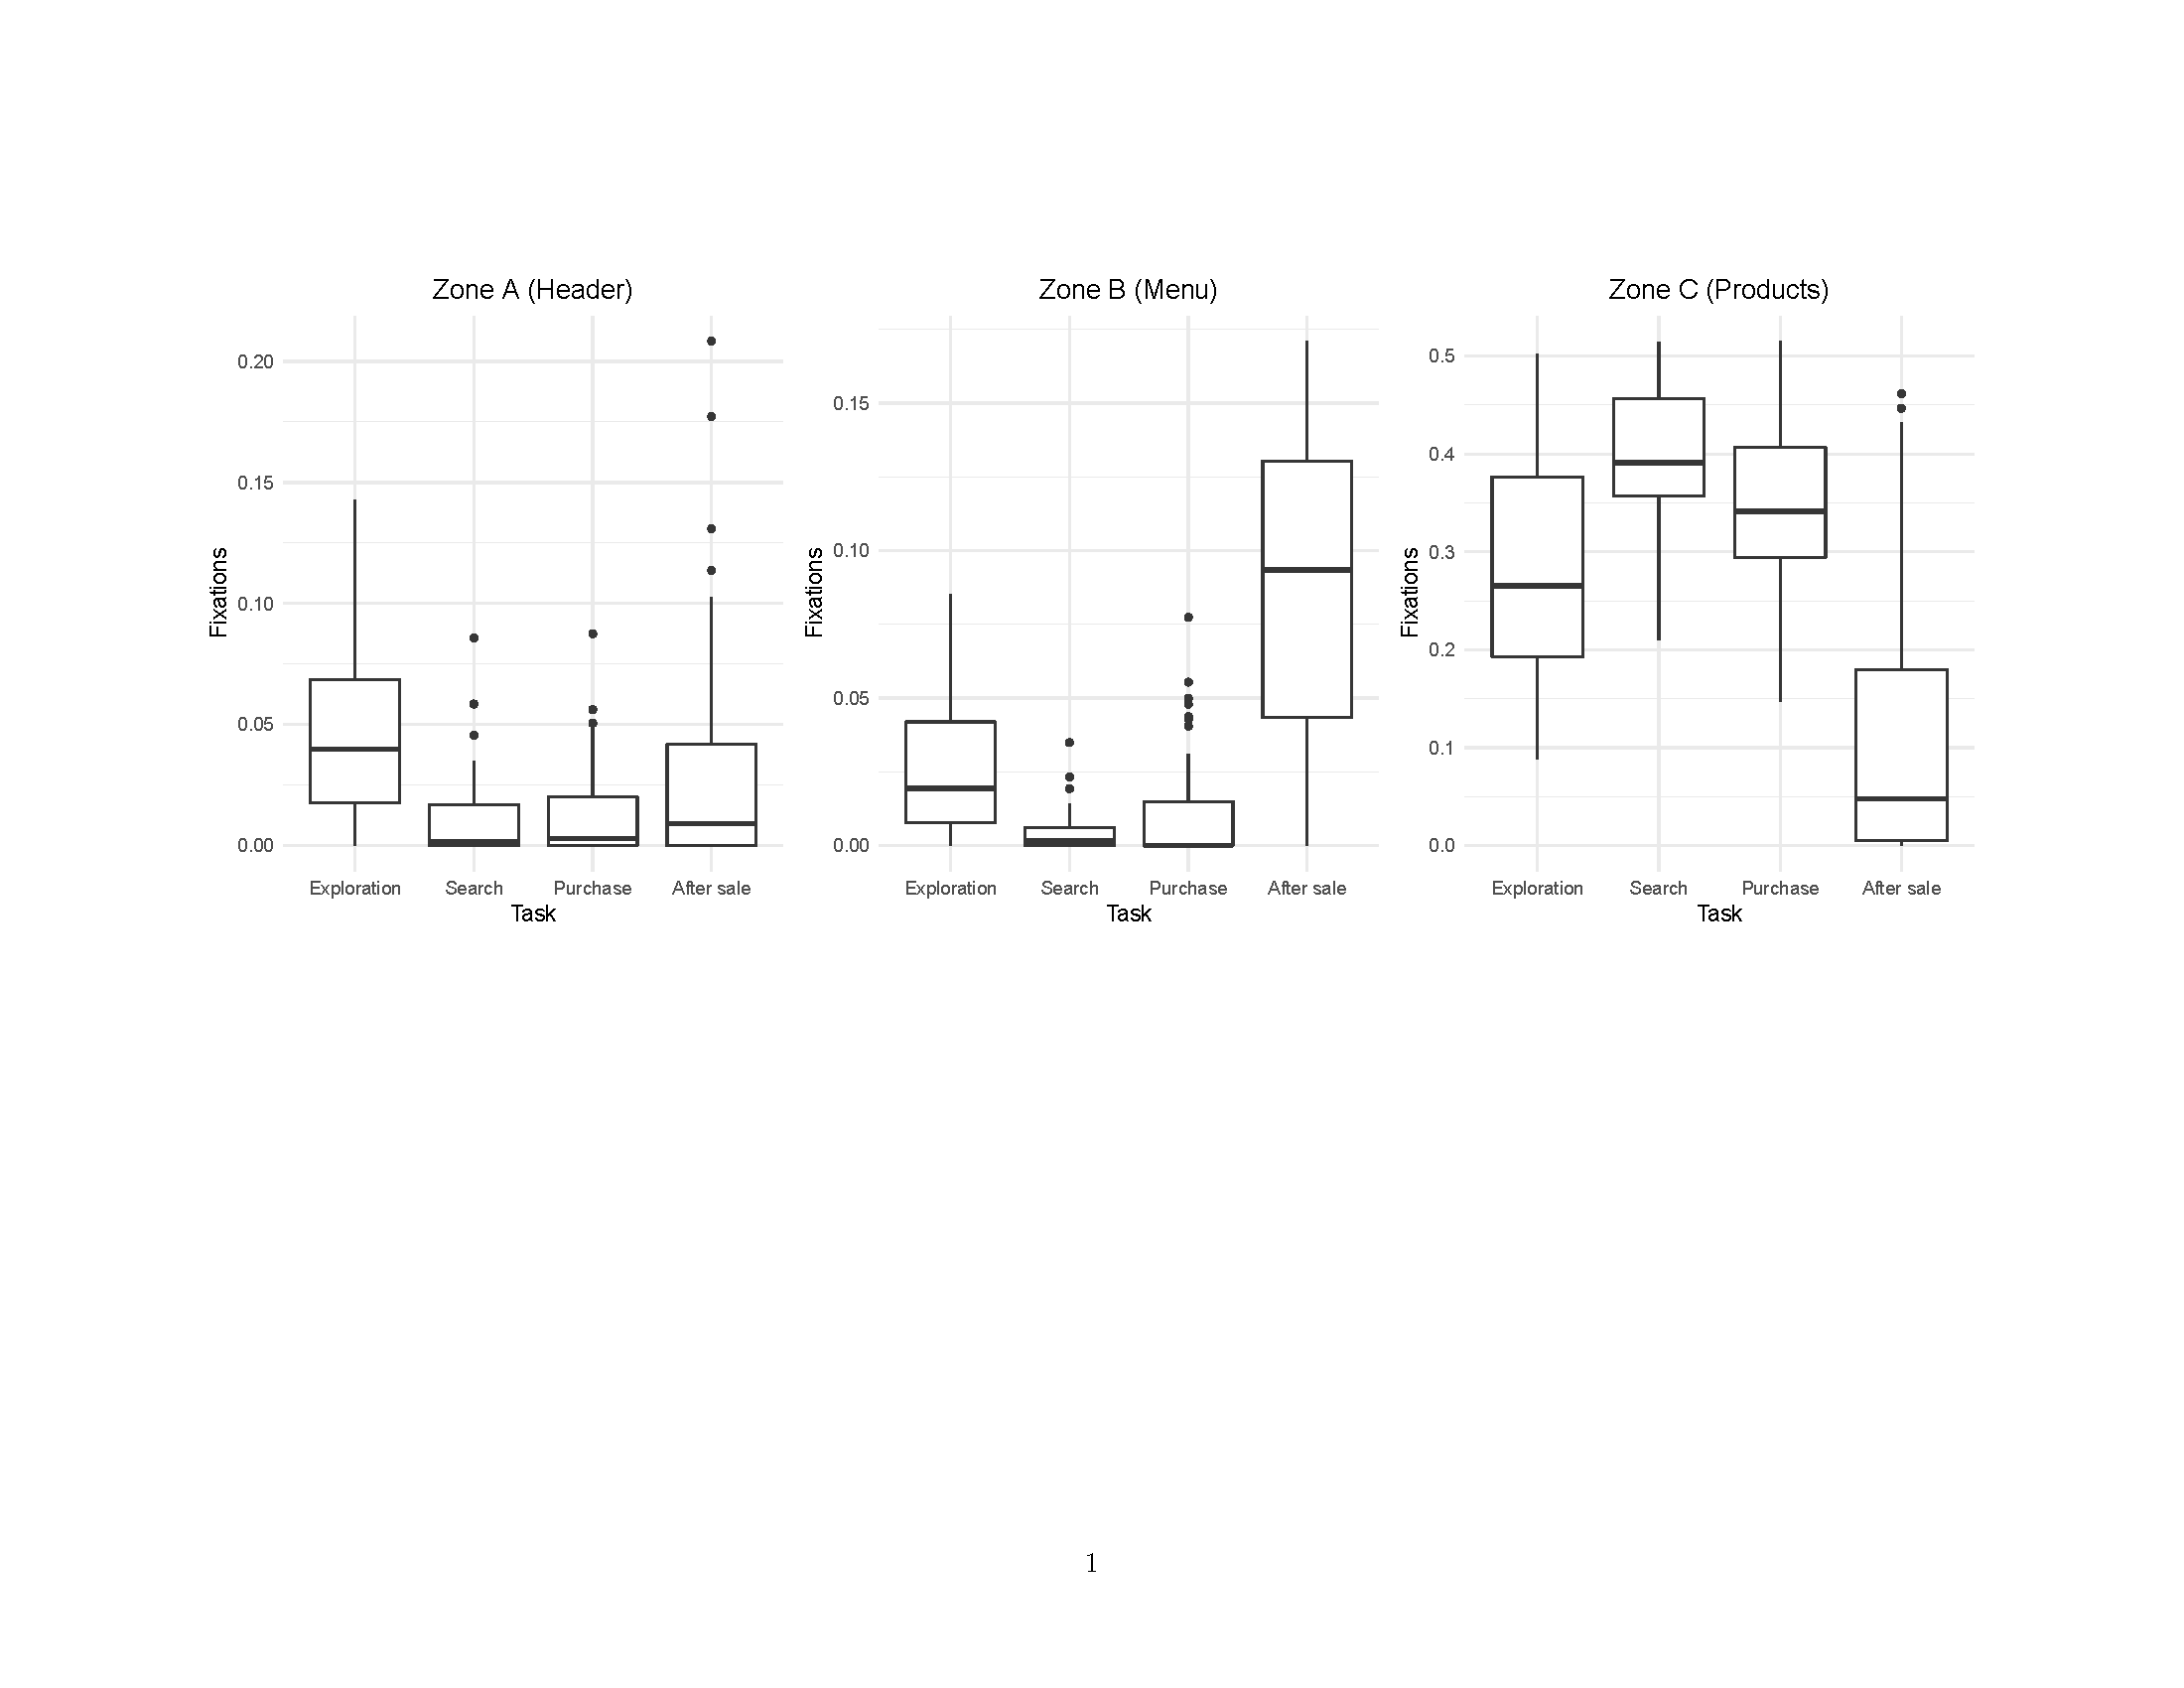 Zone A (Header)
Fixations
0.20
0.15
0.10
0.05
0.00
Exploration Search Purchase After sale
Task
Zone B (Menu)
Fixations
0.15
0.10
0.05
0.00
Exploration Search Purchase After sale
Task
Zone C (Products)
Fixations
0.5
0.4
0.3
0.2
0.1
0.0
Exploration Search Purchase After sale
Task
1